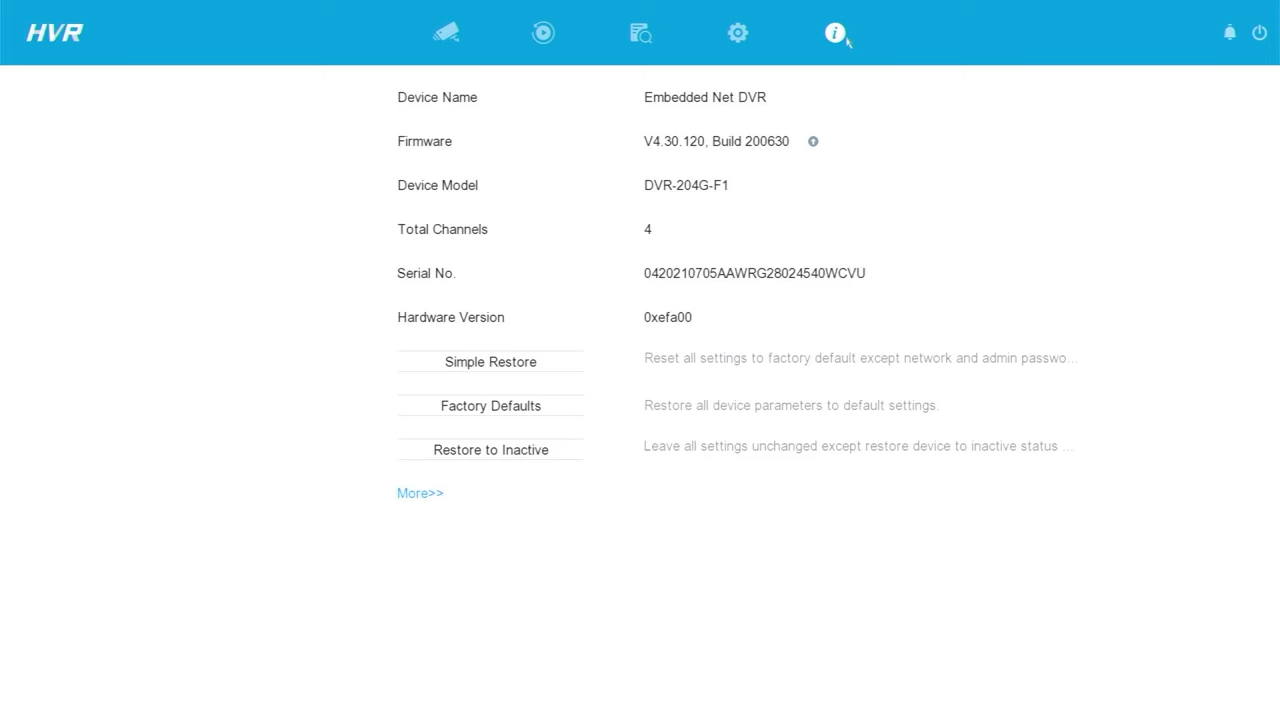 HVR
Device Name Embedded Net DVR
Firmware V4.30.120, Build 200630
Device Model DVR-204G-F1
Total Channels 4
Serial No. 0420210705AAWRG28024540WCVU
Hardware Version 0xefa00
Simple Restore Reset all settings to factory default except network and admin passwo...
Factory Defaults Restore all device parameters to default settings.
Restore to Inactive Leave all settings unchanged except restore device to inactive status ...
More>>